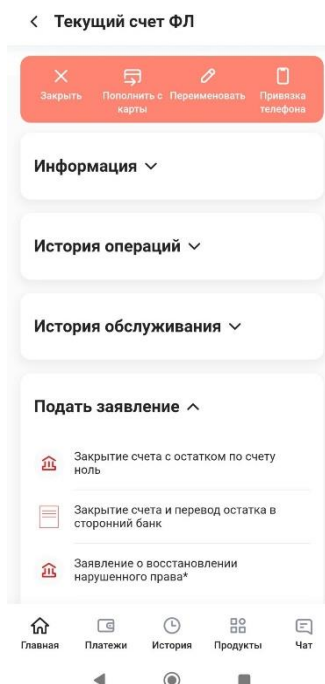 Текущий счет ФЛ
Закрыть
Пополнить с карты
Переименовать
Привязка телефона
Информация
История операций
История обслуживания
Подать заявление
Закрытие счета с остатком по счету
ноль
Закрытие счета и перевод остатка в
сторонний банк
Заявление о восстановлении
нарушенного права*
Главная
Платежи
История
Продукты
Чат